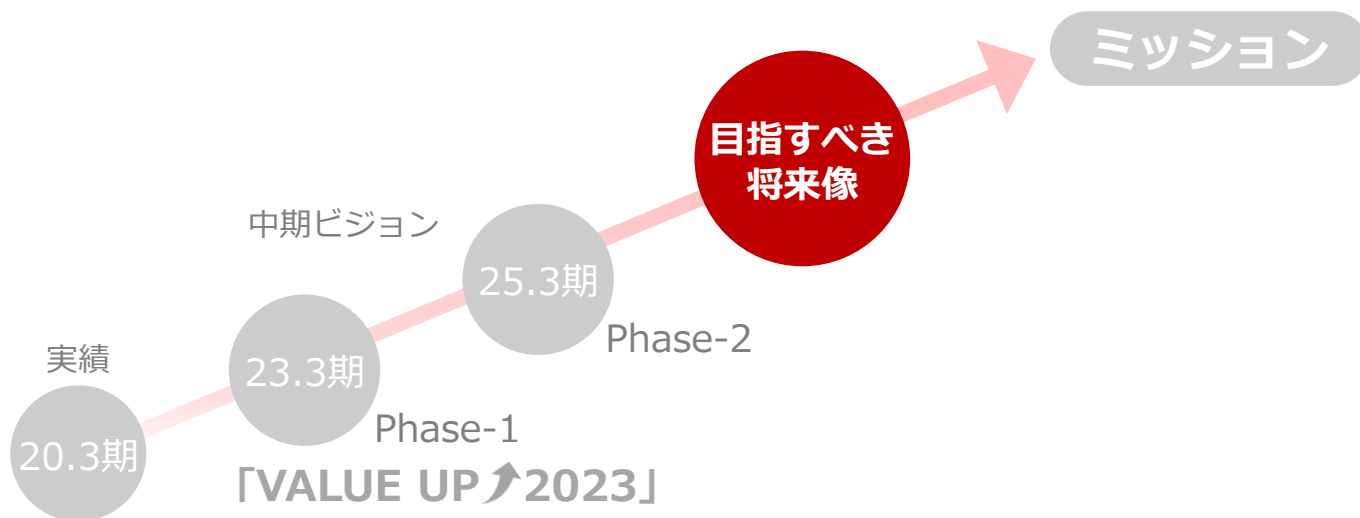 ミッション
目指すべき
将来像
中期ビジョン
25.3期
Phase-2
実績
23.3期
Phase-1
20.3期
「VALUE UP⤴2023」